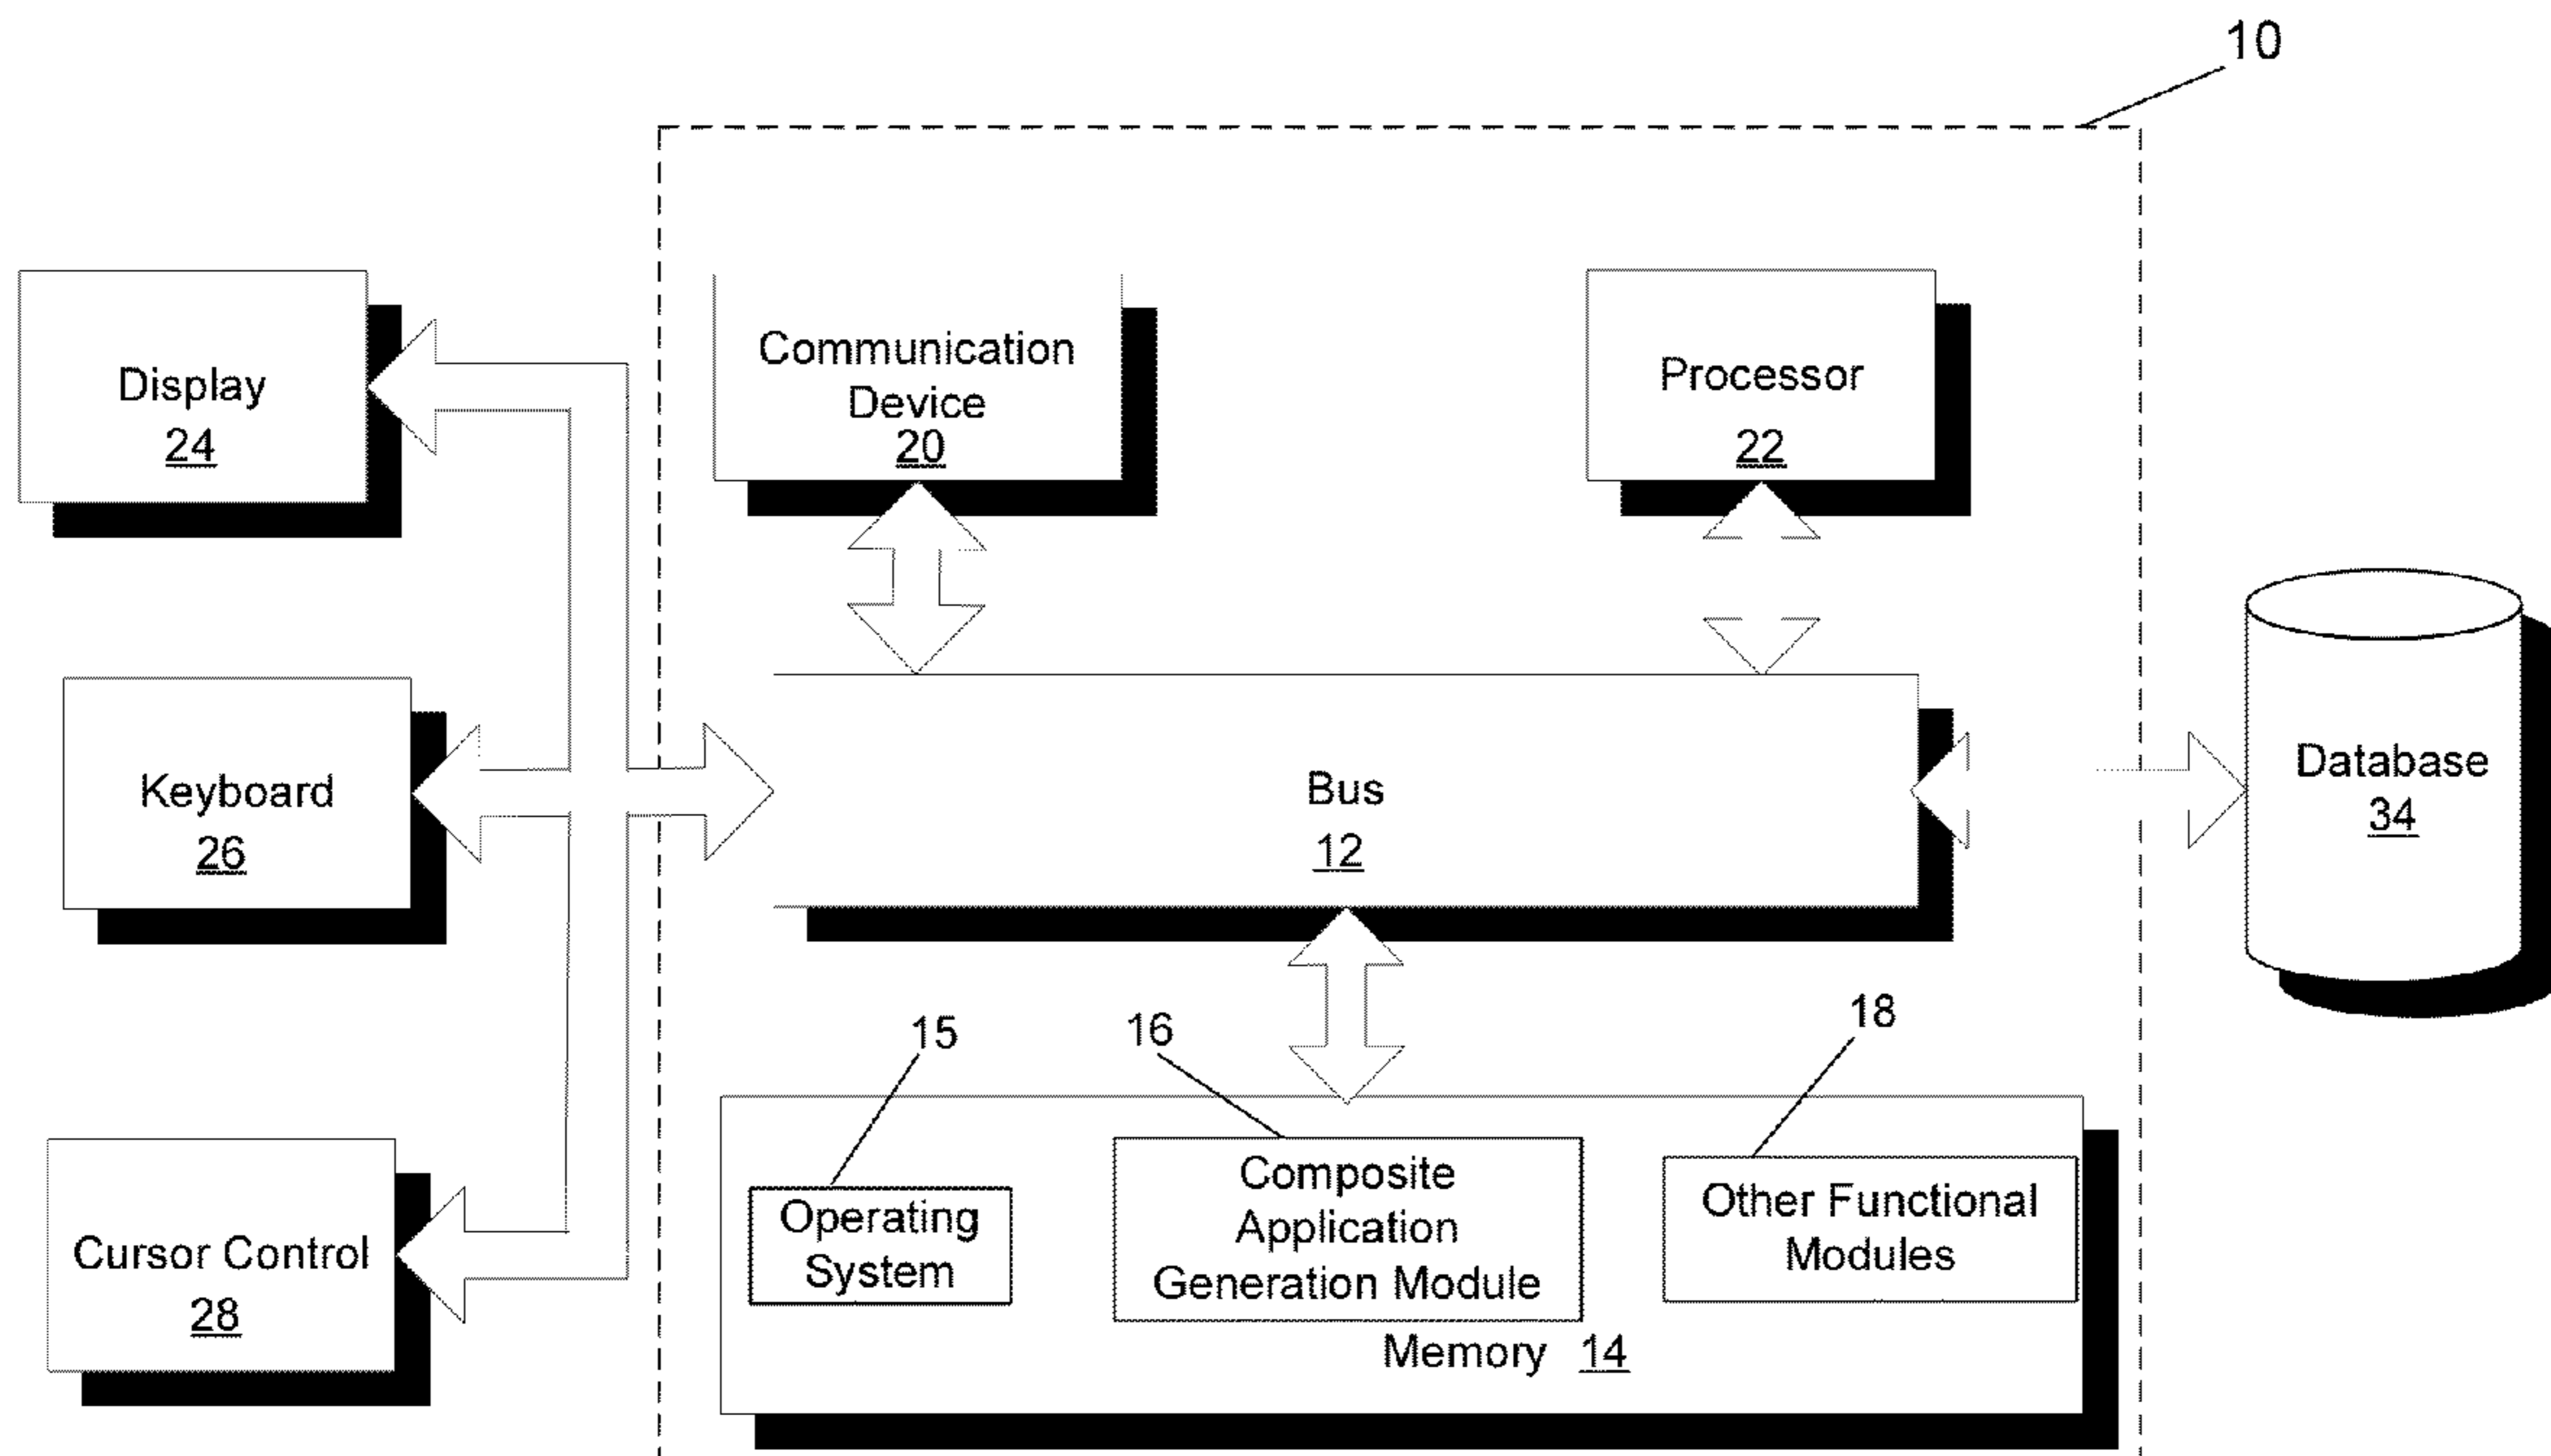 10
Display
24
Communication
Device
20
Processor
22
Keyboard
26
Bus
12
Database
34
15
16
18
Cursor Control
28
Operating
System
Composite
Application
Generation Module
Other Functional
Modules
Memory 14